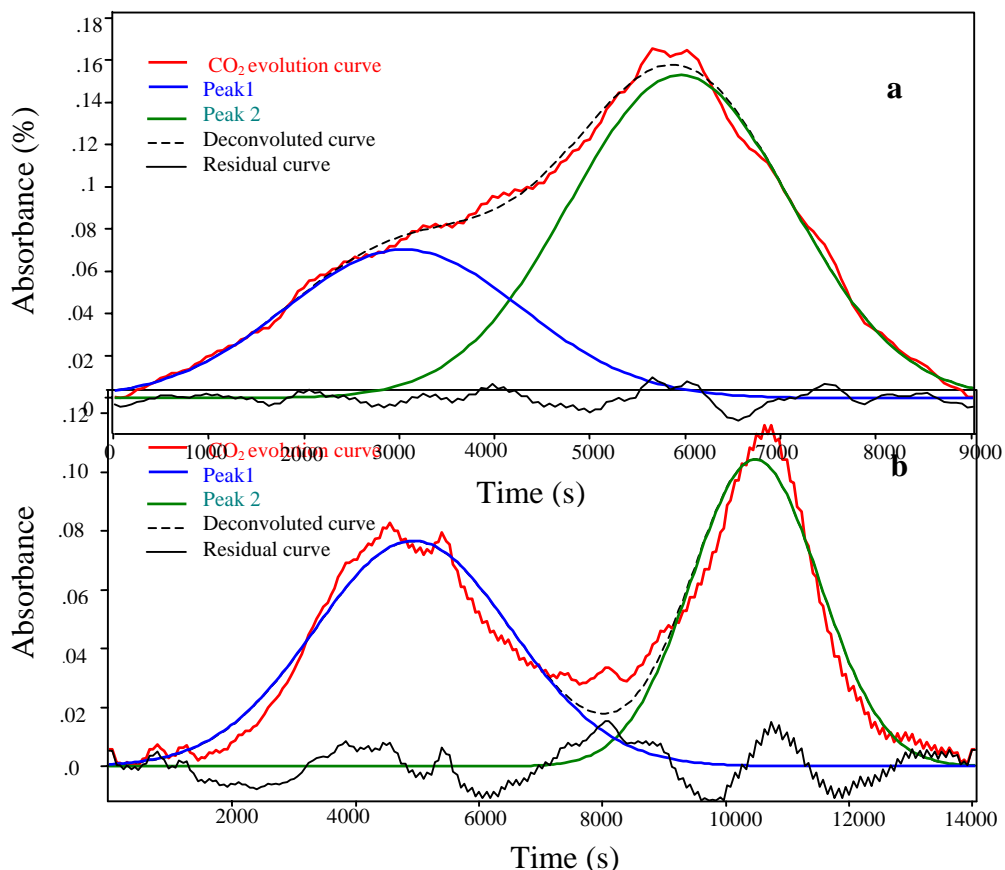 .18
.16
.14
.12
.1
.08
.06
.04
.02
0
Absorbance (%)
CO2 evolution curve
Peak1
Peak 2
Deconvoluted curve
Residual curve
a
0 1000 2000 3000 4000 5000 6000 7000 8000 9000
Time (s)
.12
.10
.08
.06
.04
.02
.0
Absorbance
CO2 evolution curve
Peak1
Peak 2
Deconvoluted curve
Residual curve
b
2000 4000 6000 8000 10000 12000 14000
Time (s)